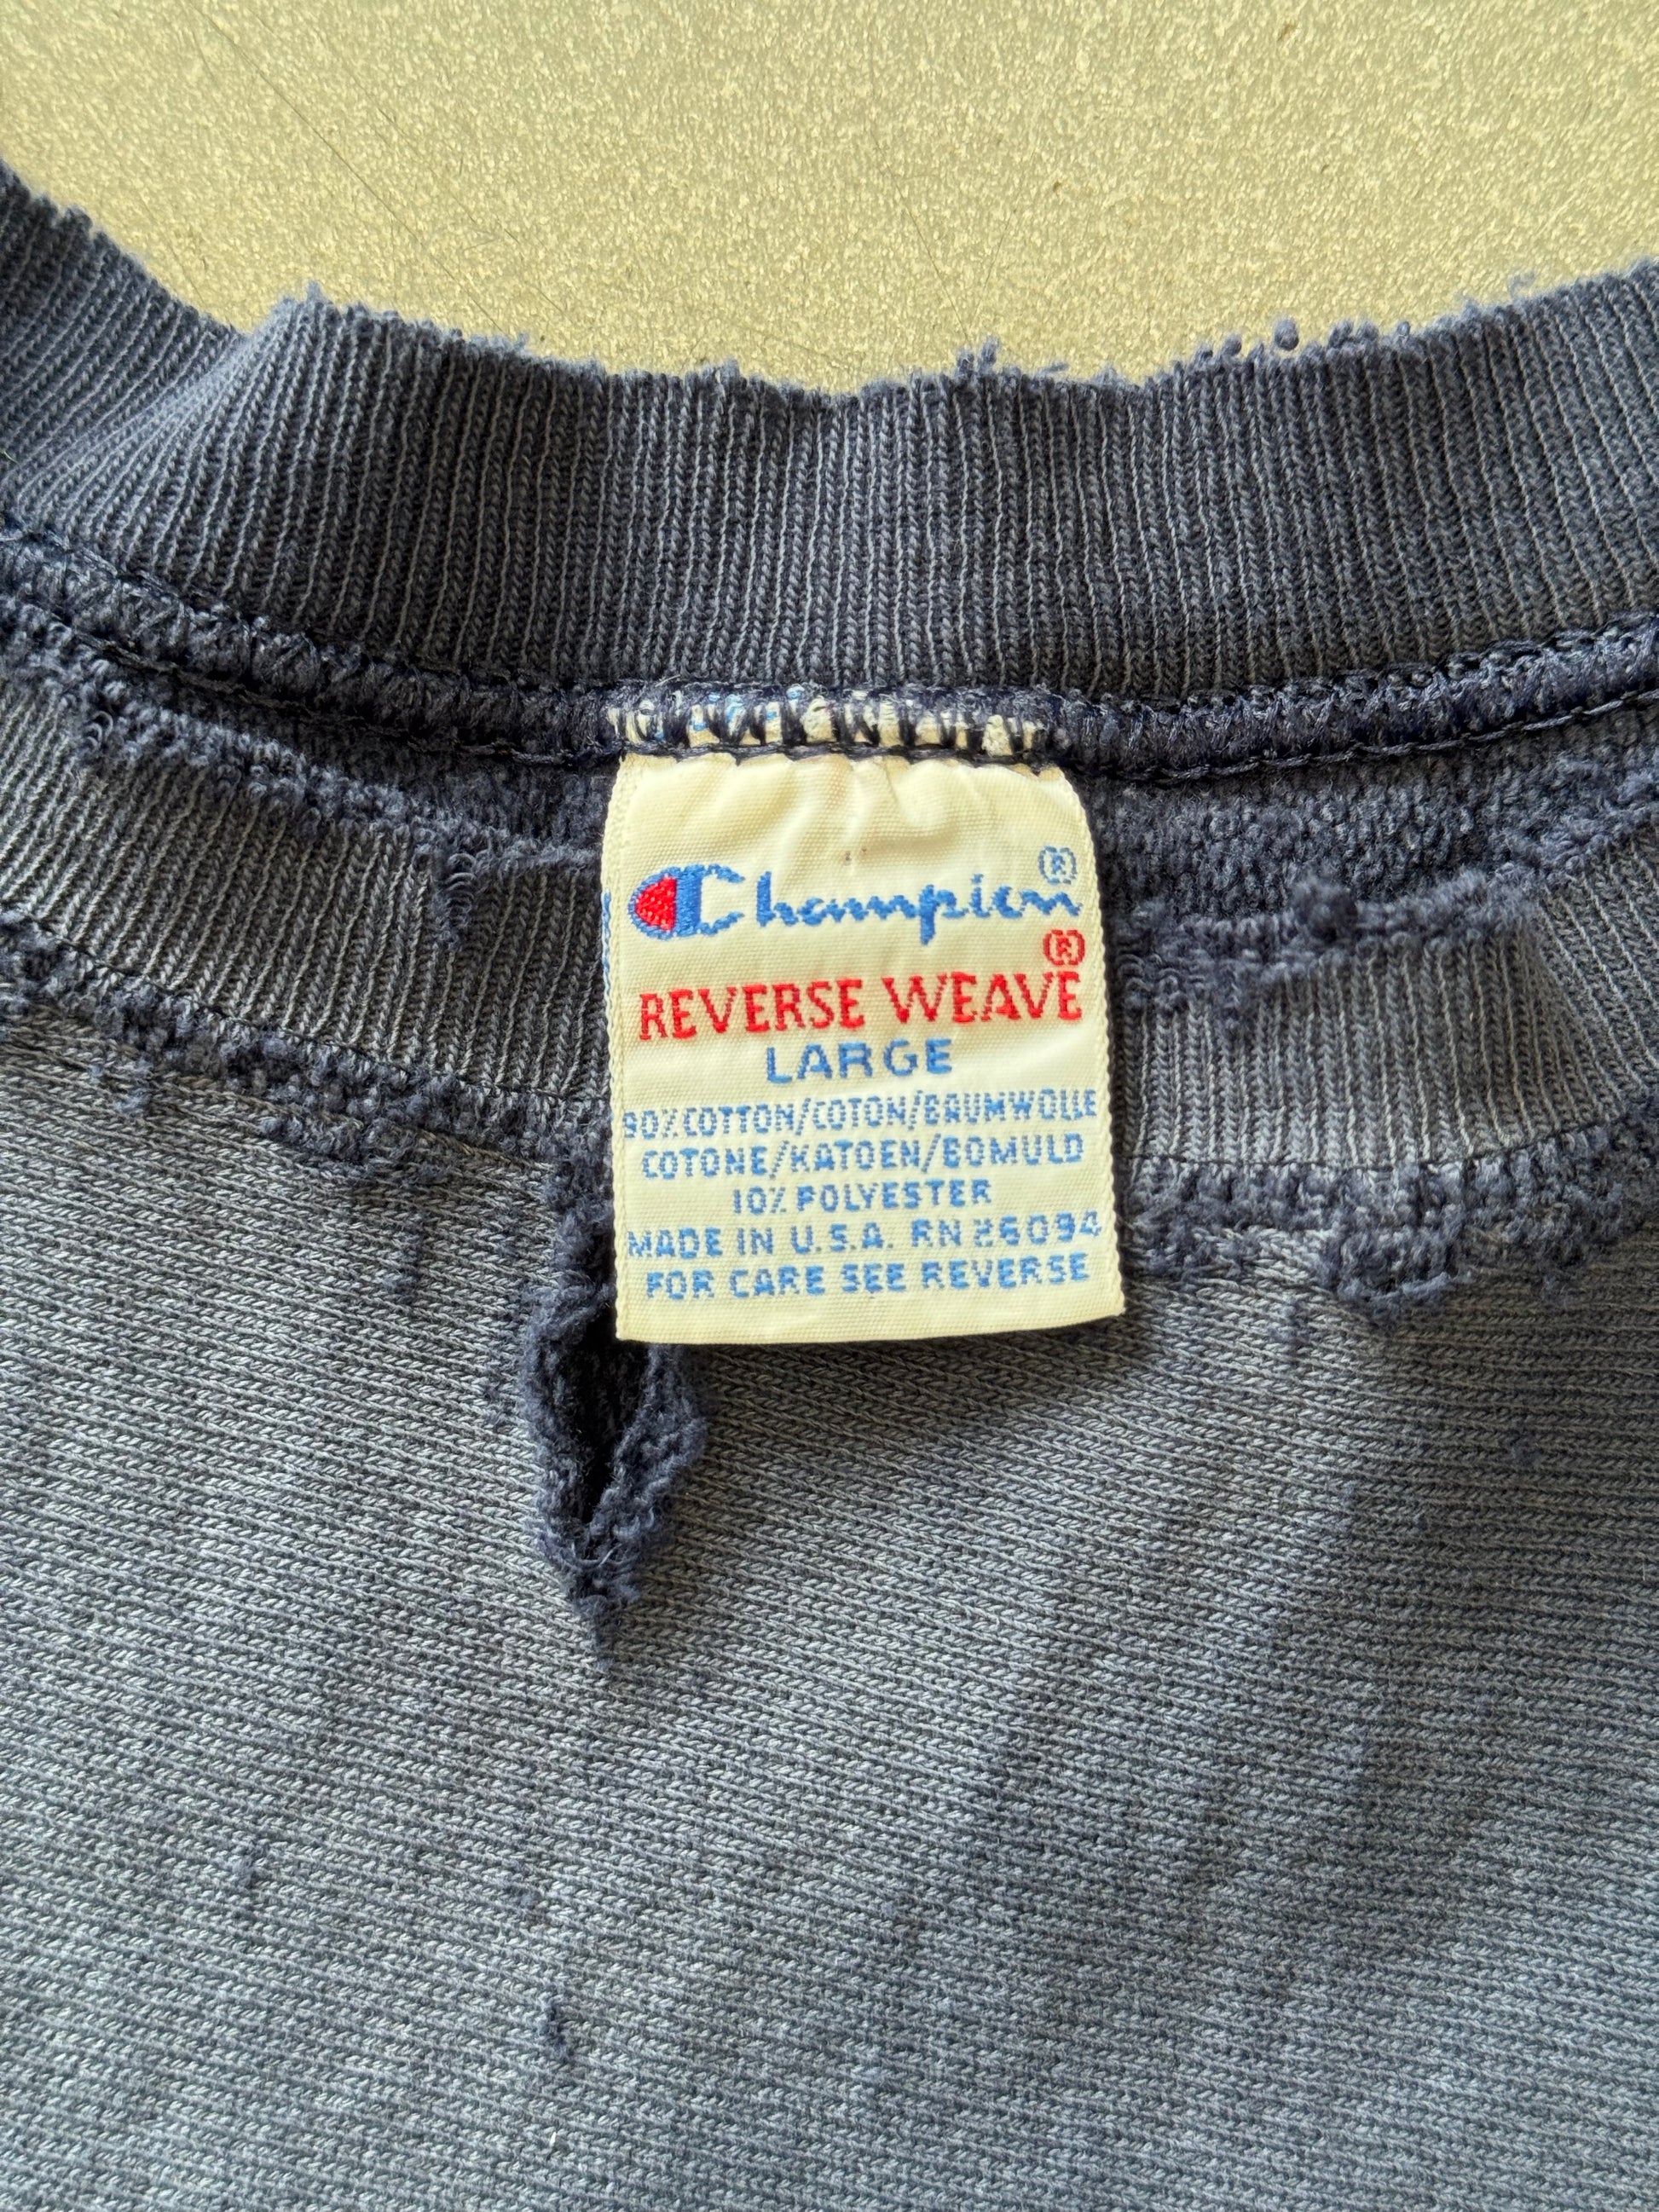 Champion®
REVERSE WEAVE®
LARGE
90% COTTON/COTON/BAUMWOLLE
COTONE/KATOEN/BOMULD
10% POLYESTER
MADE IN U.S.A. RN 26094
FOR CARE SEE REVERSE